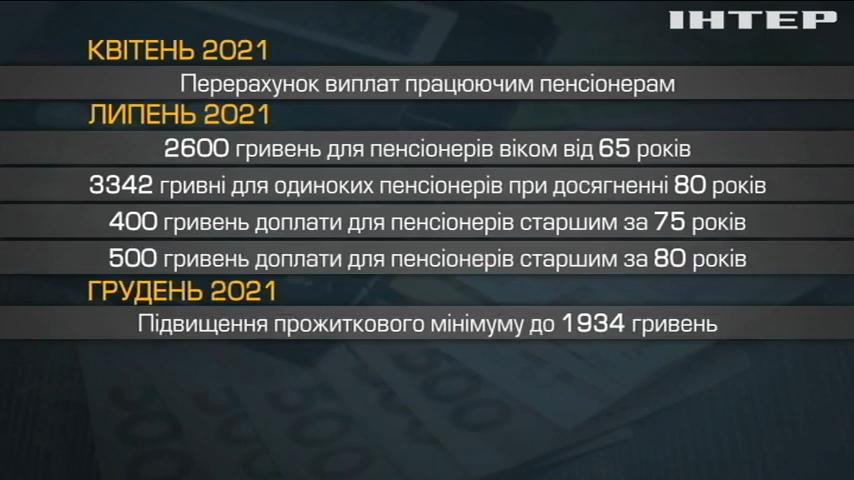 ІНТЕР
КВІТЕНЬ 2021
Перерахунок виплат працюючим пенсіонерам
ЛИПЕНЬ 2021
2600 гривень для пенсіонерів віком від 65 років
3342 гривні для одиноких пенсіонерів при досягненні 80 років
400 гривень доплати для пенсіонерів старшим за 75 років
500 гривень доплати для пенсіонерів старшим за 80 років
ГРУДЕНЬ 2021
Підвищення прожиткового мінімуму до 1934 гривень
500
500